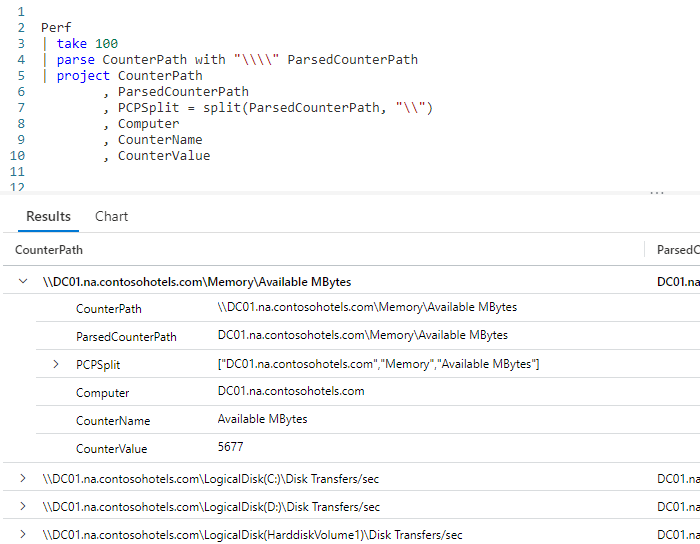 1
2 Perf
3 | take 100
4 | parse CounterPath with "\\\\" ParsedCounterPath
5 | project CounterPath
6 , ParsedCounterPath
7 , PCPSplit = split(ParsedCounterPath, "\\")
8 , Computer
9 , CounterName
10 , CounterValue
11
12
...
Results Chart
CounterPath ParsedC
\\DC01.na.contosohotels.com\Memory\Available MBytes DC01.na
CounterPath \\DC01.na.contosohotels.com\Memory\Available MBytes
ParsedCounterPath DC01.na.contosohotels.com\Memory\Available MBytes
PCPSplit ["DC01.na.contosohotels.com","Memory","Available MBytes"]
Computer DC01.na.contosohotels.com
CounterName Available MBytes
CounterValue 5677
\\DC01.na.contosohotels.com\LogicalDisk(C:)\Disk Transfers/sec DC01.na
\\DC01.na.contosohotels.com\LogicalDisk(D:)\Disk Transfers/sec DC01.na
\\DC01.na.contosohotels.com\LogicalDisk(HarddiskVolume1)\Disk Transfers/sec DC01.na